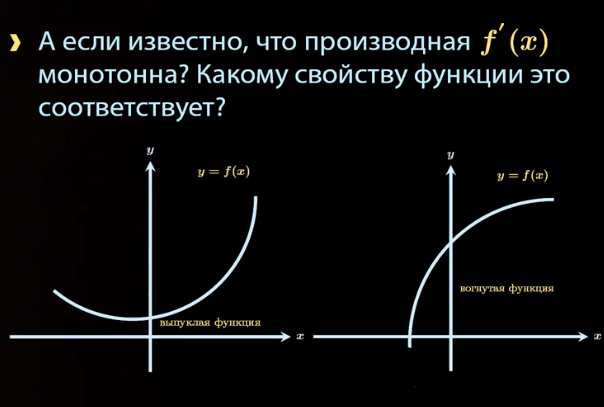 А если известно, что производная f′(x)
монотонна? Какому свойству функции это
соответствует?
y
y = f(x)
выпуклая функция
x
y
y = f(x)
вогнутая функция
x